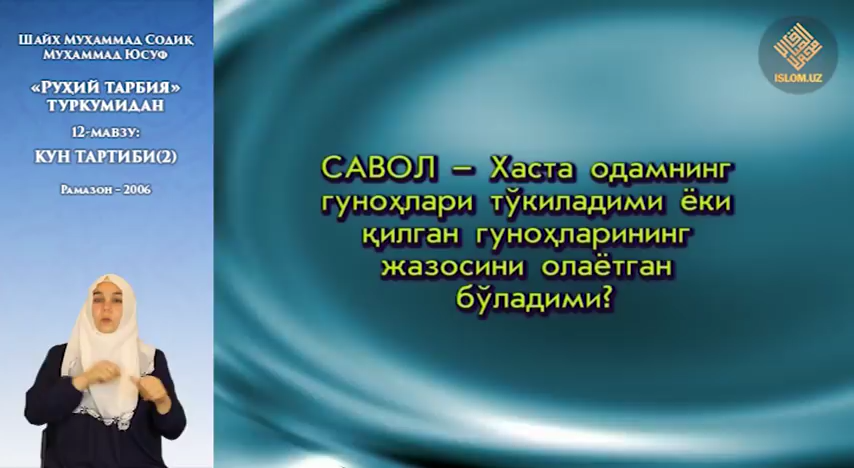 Шайх Муҳаммад Содиқ
Муҳаммад Юсуф
«Руҳий тарбия»
туркумидан
12-мавзу:
КУН ТАРТИБИ(2)
Рамазон - 2006
ISLOM.UZ
САВОЛ – Хаста одамнинг
гуноҳлари тўкиладими ёки
қилган гуноҳларининг
жазосини олаётган
бўладими?